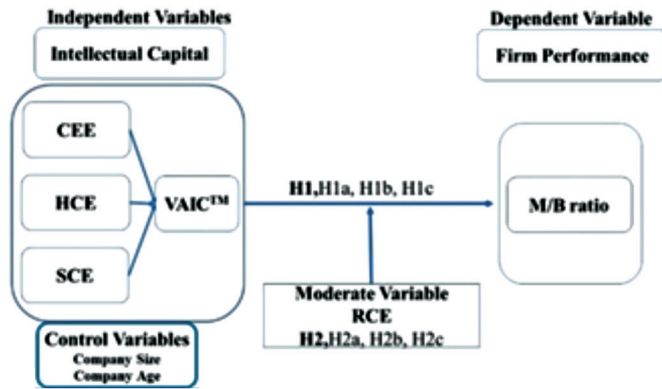 Independent Variables
Intellectual Capital
CEE
HCE
SCE
VAIC™
Control Variables
Company Size
Company Age
H1,H1a, H1b, H1c
Moderate Variable
RCE
H2,H2a, H2b, H2c
Dependent Variable
Firm Performance
M/B ratio